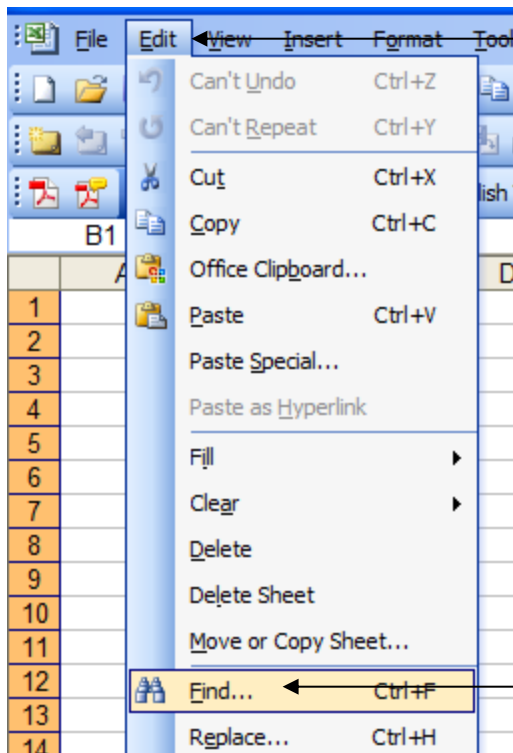 File Edit View Insert Format Tool
Can't Undo Ctrl+Z
Can't Repeat Ctrl+Y
Cut Ctrl+X
lish
Copy Ctrl+C
B1
Office Clipboard...
A D
Paste Ctrl+V
1
2
Paste Special...
3
Paste as Hyperlink
4
5
Fill
6
Clear
7
Delete
8
9
Delete Sheet
10
Move or Copy Sheet...
11
Find... Ctrl+F
12
13
Replace... Ctrl+H
14